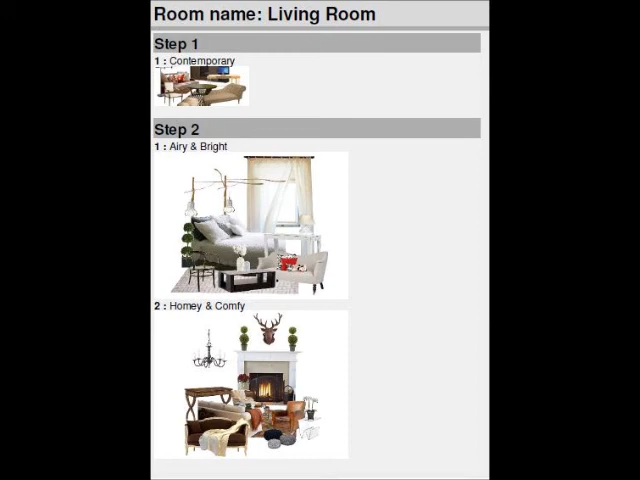 Room name: Living Room
Step 1
1 : Contemporary
Step 2
1 : Airy & Bright
2 : Homey & Comfy